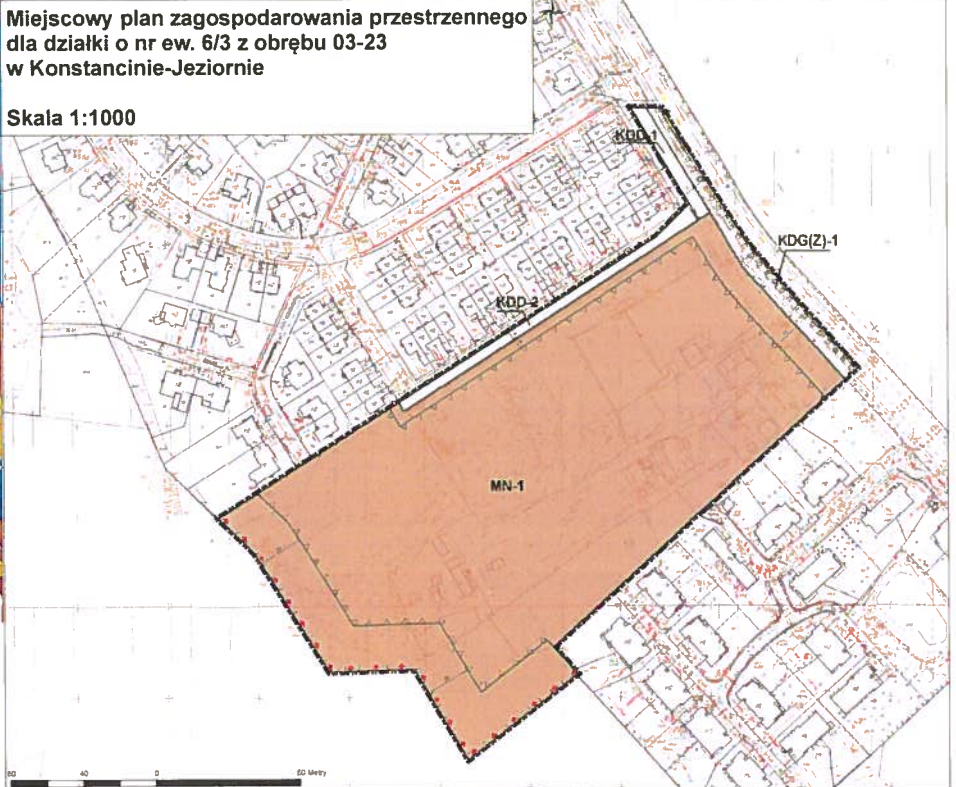 Miejscowy plan zagospodarowania przestrzennego
dla działki o nr ew. 6/3 z obrębu 03-23
w Konstancinie-Jeziornie
Skala 1:1000
KDD-1
KDG(Z)-1
KDD-2
MN-1
80 40 0 80 Metry